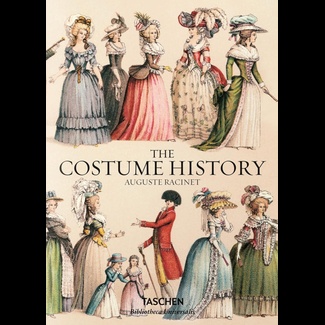 THE
COSTUME HISTORY
AUGUSTE RACINET
TASCHEN
Bibliotheca Universalis